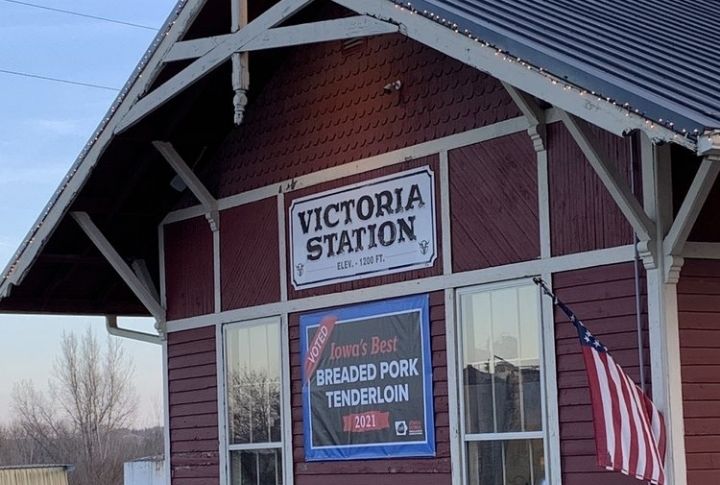 VICTORIA
STATION
ELEV. - 1200 FT.
VOTED
Iowa's Best
BREADED PORK
TENDERLOIN
2021